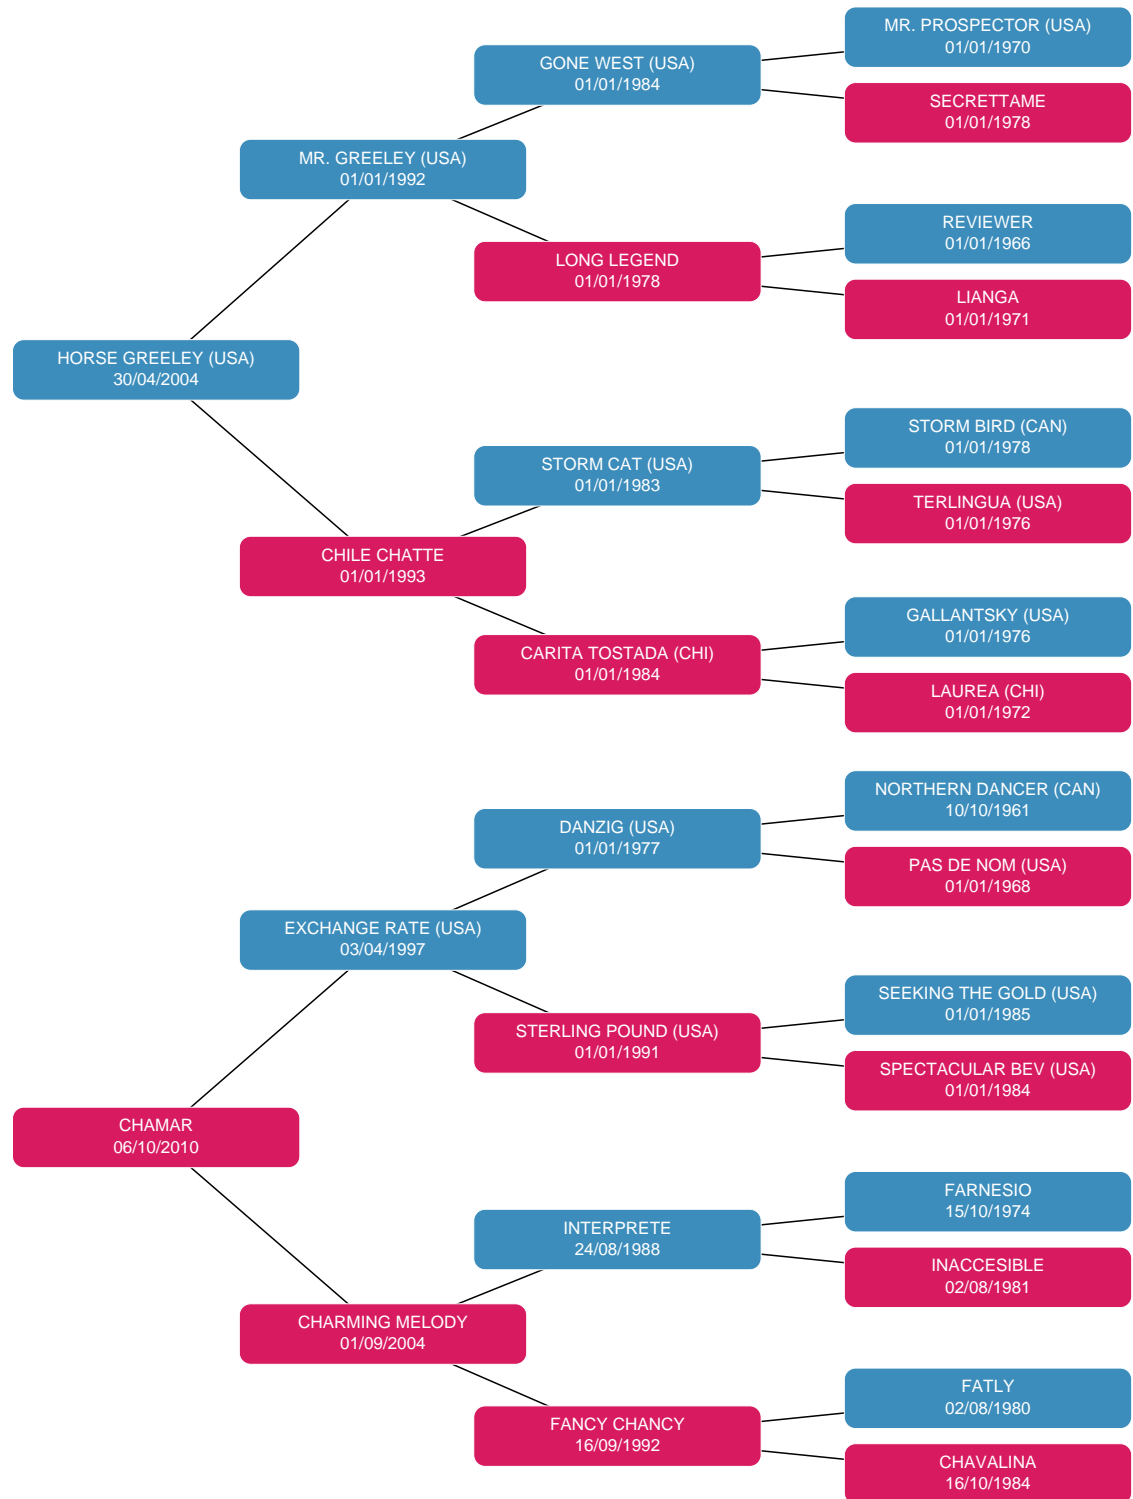 MR. PROSPECTOR (USA)
01/01/1970
GONE WEST (USA)
01/01/1984
SECRETTAME
01/01/1978
MR. GREELEY (USA)
01/01/1992
REVIEWER
01/01/1966
LONG LEGEND
01/01/1978
LIANGA
01/01/1971
HORSE GREELEY (USA)
30/04/2004
STORM BIRD (CAN)
01/01/1978
STORM CAT (USA)
01/01/1983
TERLINGUA (USA)
01/01/1976
CHILE CHATTE
01/01/1993
GALLANTSKY (USA)
01/01/1976
CARITA TOSTADA (CHI)
01/01/1984
LAUREA (CHI)
01/01/1972
NORTHERN DANCER (CAN)
10/10/1961
DANZIG (USA)
01/01/1977
PAS DE NOM (USA)
01/01/1968
EXCHANGE RATE (USA)
03/04/1997
SEEKING THE GOLD (USA)
01/01/1985
STERLING POUND (USA)
01/01/1991
SPECTACULAR BEV (USA)
01/01/1984
CHAMAR
06/10/2010
FARNESIO
15/10/1974
INTERPRETE
24/08/1988
INACCESIBLE
02/08/1981
CHARMING MELODY
01/09/2004
FATLY
02/08/1980
FANCY CHANCY
16/09/1992
CHAVALINA
16/10/1984